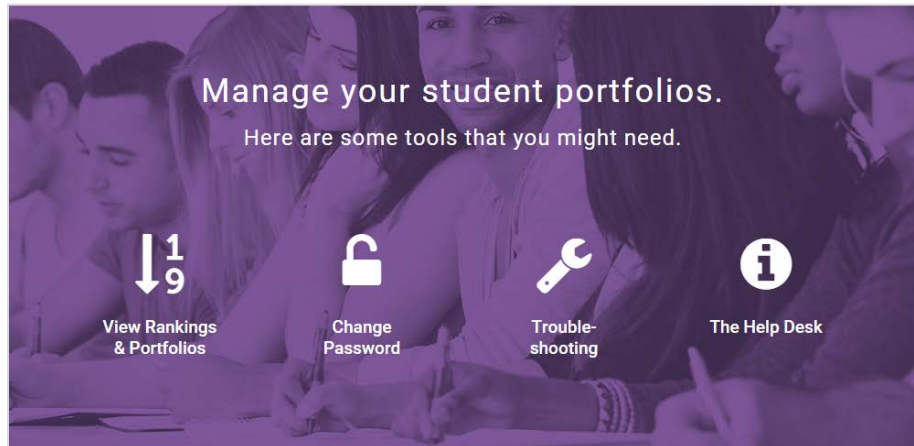 Manage your student portfolios.
Here are some tools that you might need.
1
9
View Rankings
& Portfolios
Change
Password
Trouble-
shooting
The Help Desk